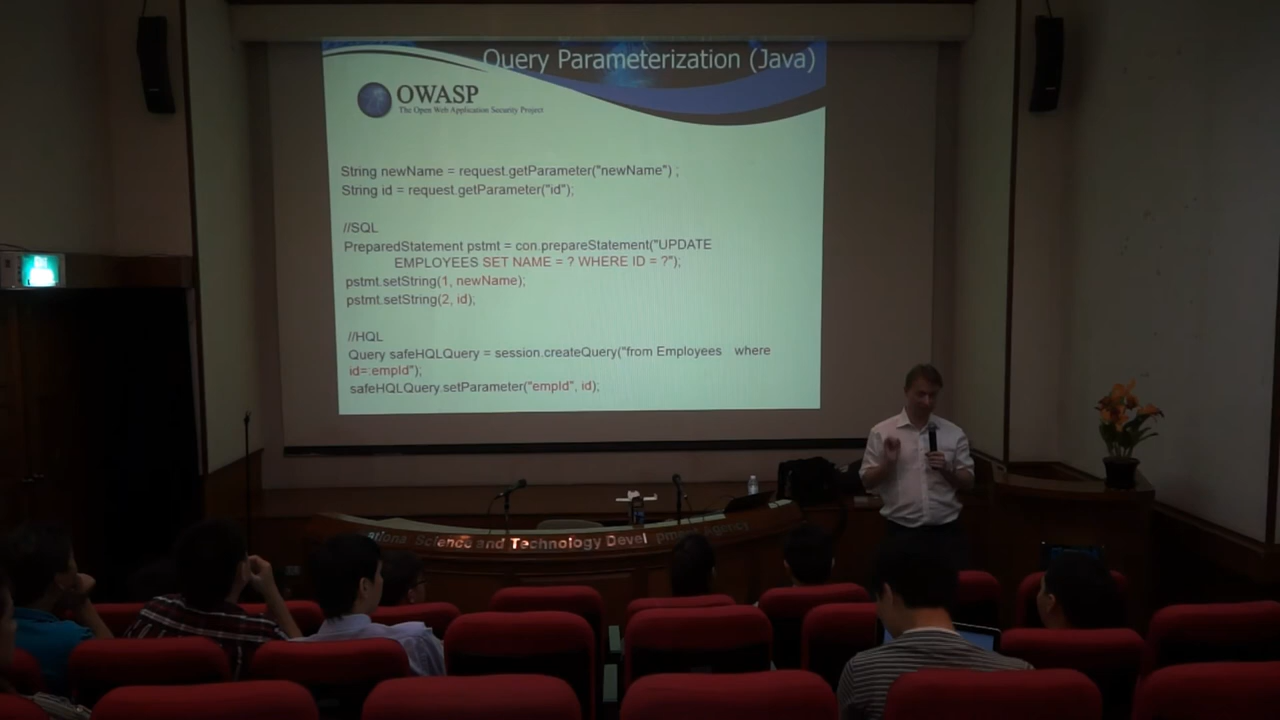 Query Parameterization (Java)
OWASP
The Open Web Application Security Project
String newName = request.getParameter("newName") ;
String id = request.getParameter("id");
//SQL
PreparedStatement pstmt = con.prepareStatement("UPDATE
EMPLOYEES SET NAME = ? WHERE ID = ?");
pstmt.setString(1, newName);
pstmt.setString(2, id);
//HQL
Query safeHQLQuery = session.createQuery("from Employees where
id=:empId");
safeHQLQuery.setParameter("empId", id);
Science and Technology Devel pment Agency